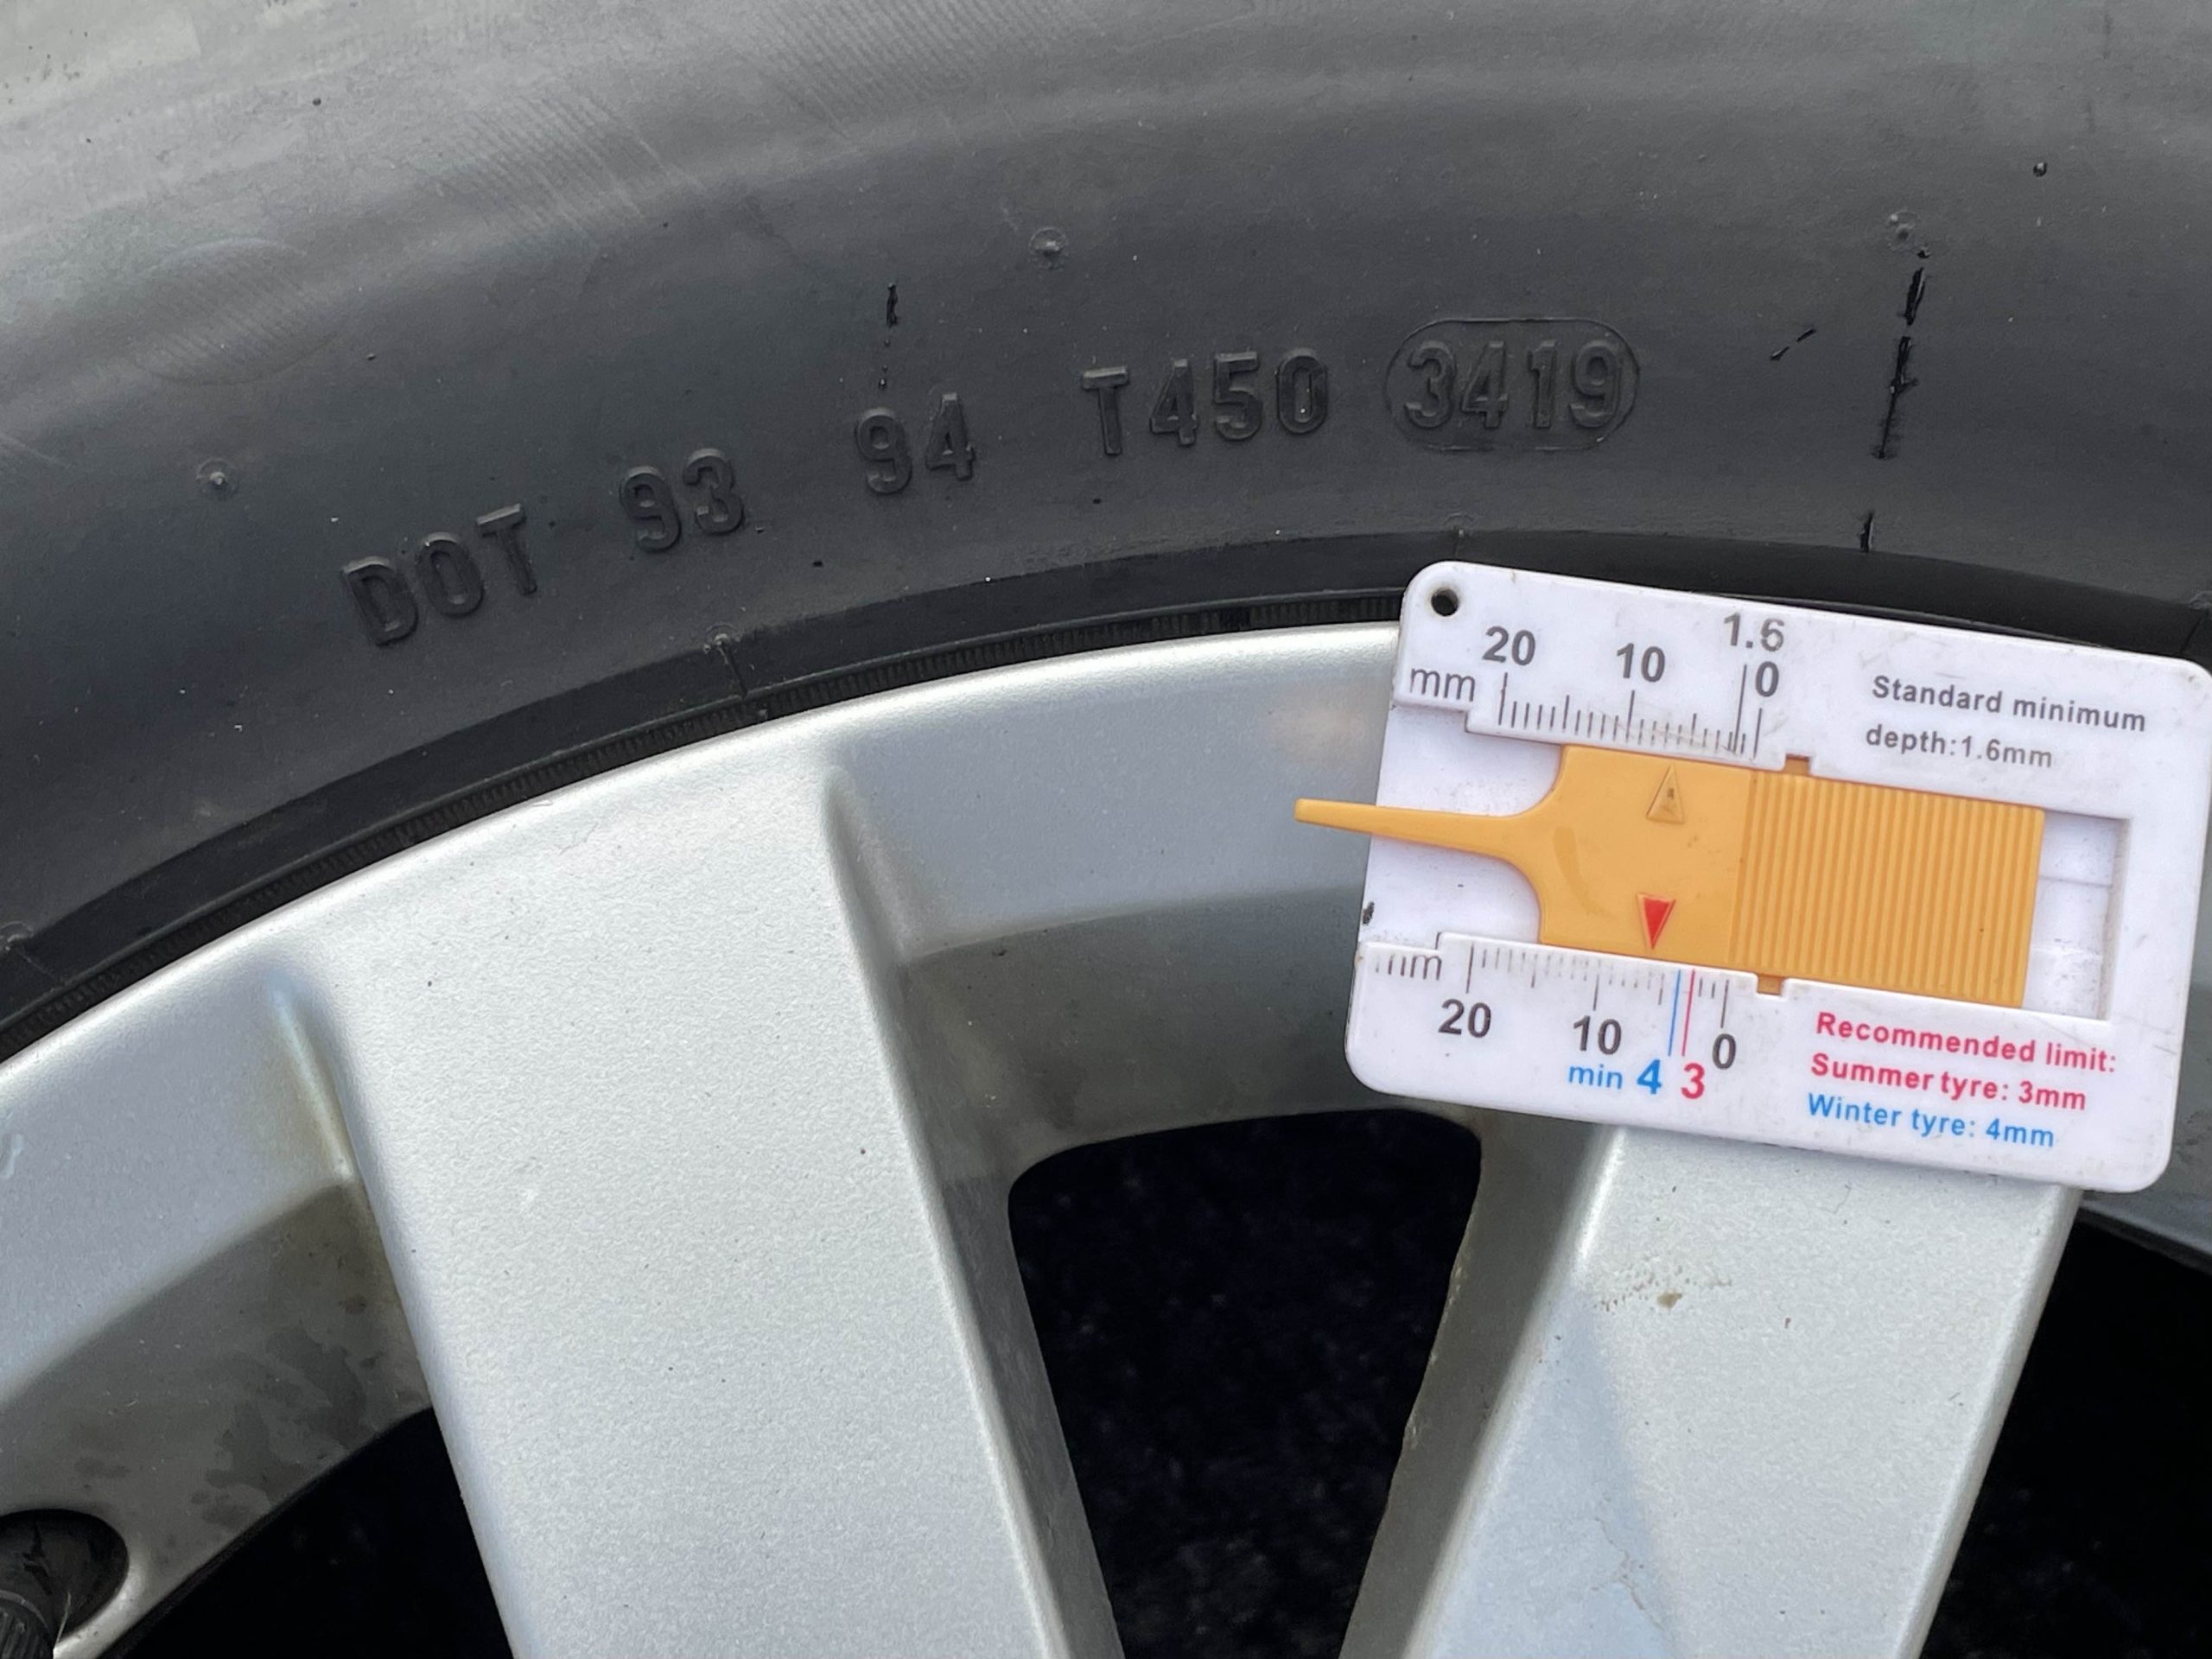 DOT 93 94 T450 3419
1.6
20 10 0
mm
Standard minimum
depth:1.6mm
mm
20 10 0
min 4 3
Recommended limit:
Summer tyre: 3mm
Winter tyre: 4mm